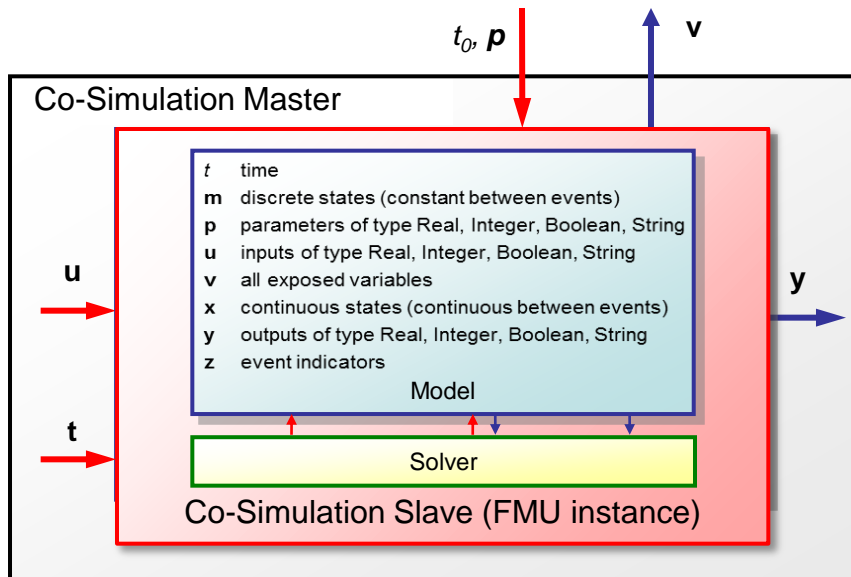 t0, p
v
Co-Simulation Master
t time
m discrete states (constant between events)
p parameters of type Real, Integer, Boolean, String
u inputs of type Real, Integer, Boolean, String
v all exposed variables
x continuous states (continuous between events)
y outputs of type Real, Integer, Boolean, String
z event indicators
Model
u
y
t
Solver
Co-Simulation Slave (FMU instance)